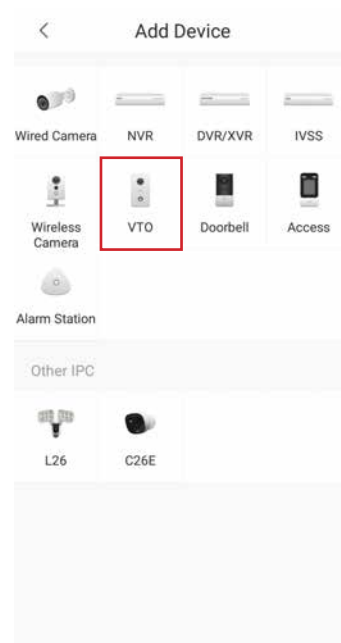 Add Device
Wired Camera
NVR
DVR/XVR
IVSS
Wireless
Camera
VTO
Doorbell
Access
Alarm Station
Other IPC
L26
C26E